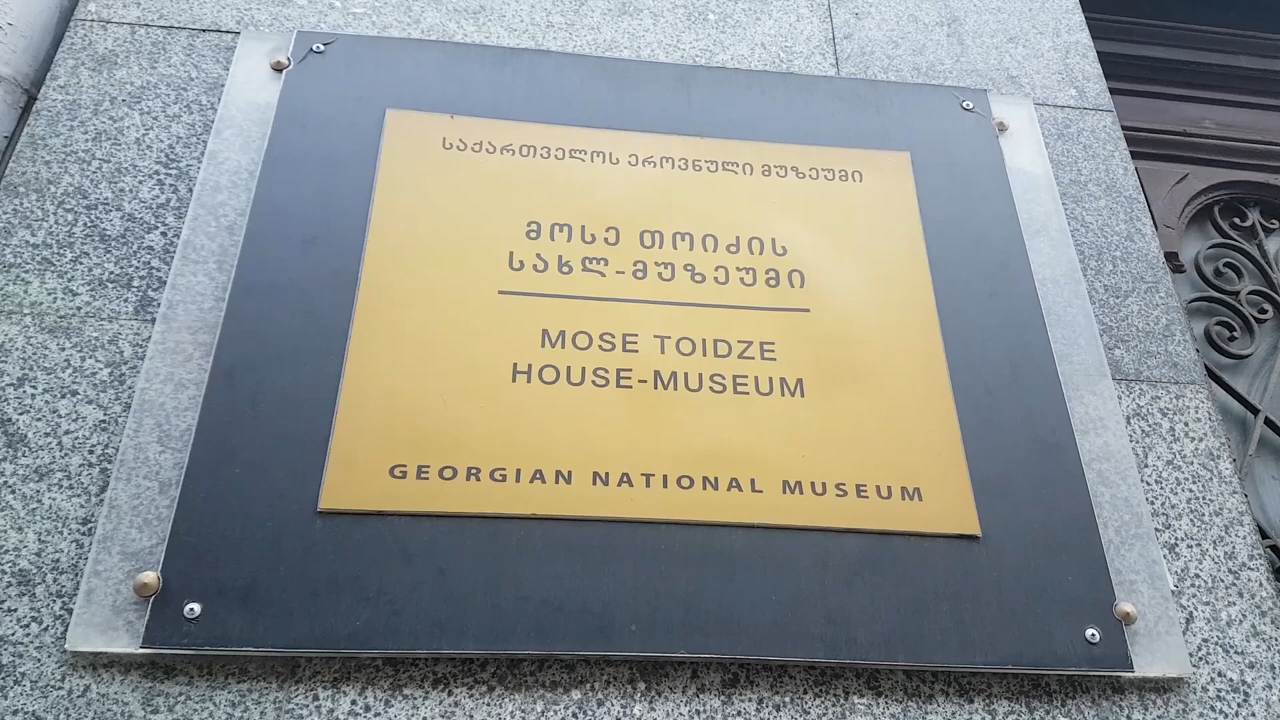 საქართველოს ეროვნული მუზეუმი
მოსე თოიძის
სახლ-მუზეუმი
MOSE TOIDZE
HOUSE-MUSEUM
GEORGIAN NATIONAL MUSEUM